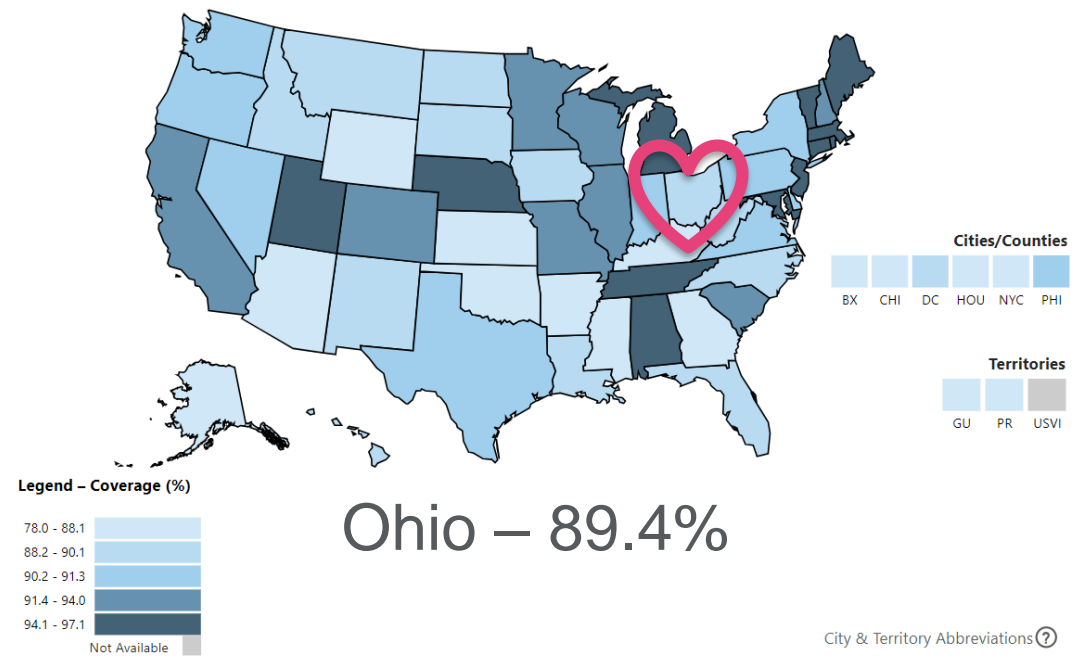 Cities/Counties
BX CHI DC HOU NYC PHI
Territories
GU PR USVI
Legend – Coverage (%)
78.0 - 88.1
88.2 - 90.1
90.2 - 91.3
91.4 - 94.0
94.1 - 97.1
Not Available
Ohio – 89.4%
City & Territory Abbreviations ?